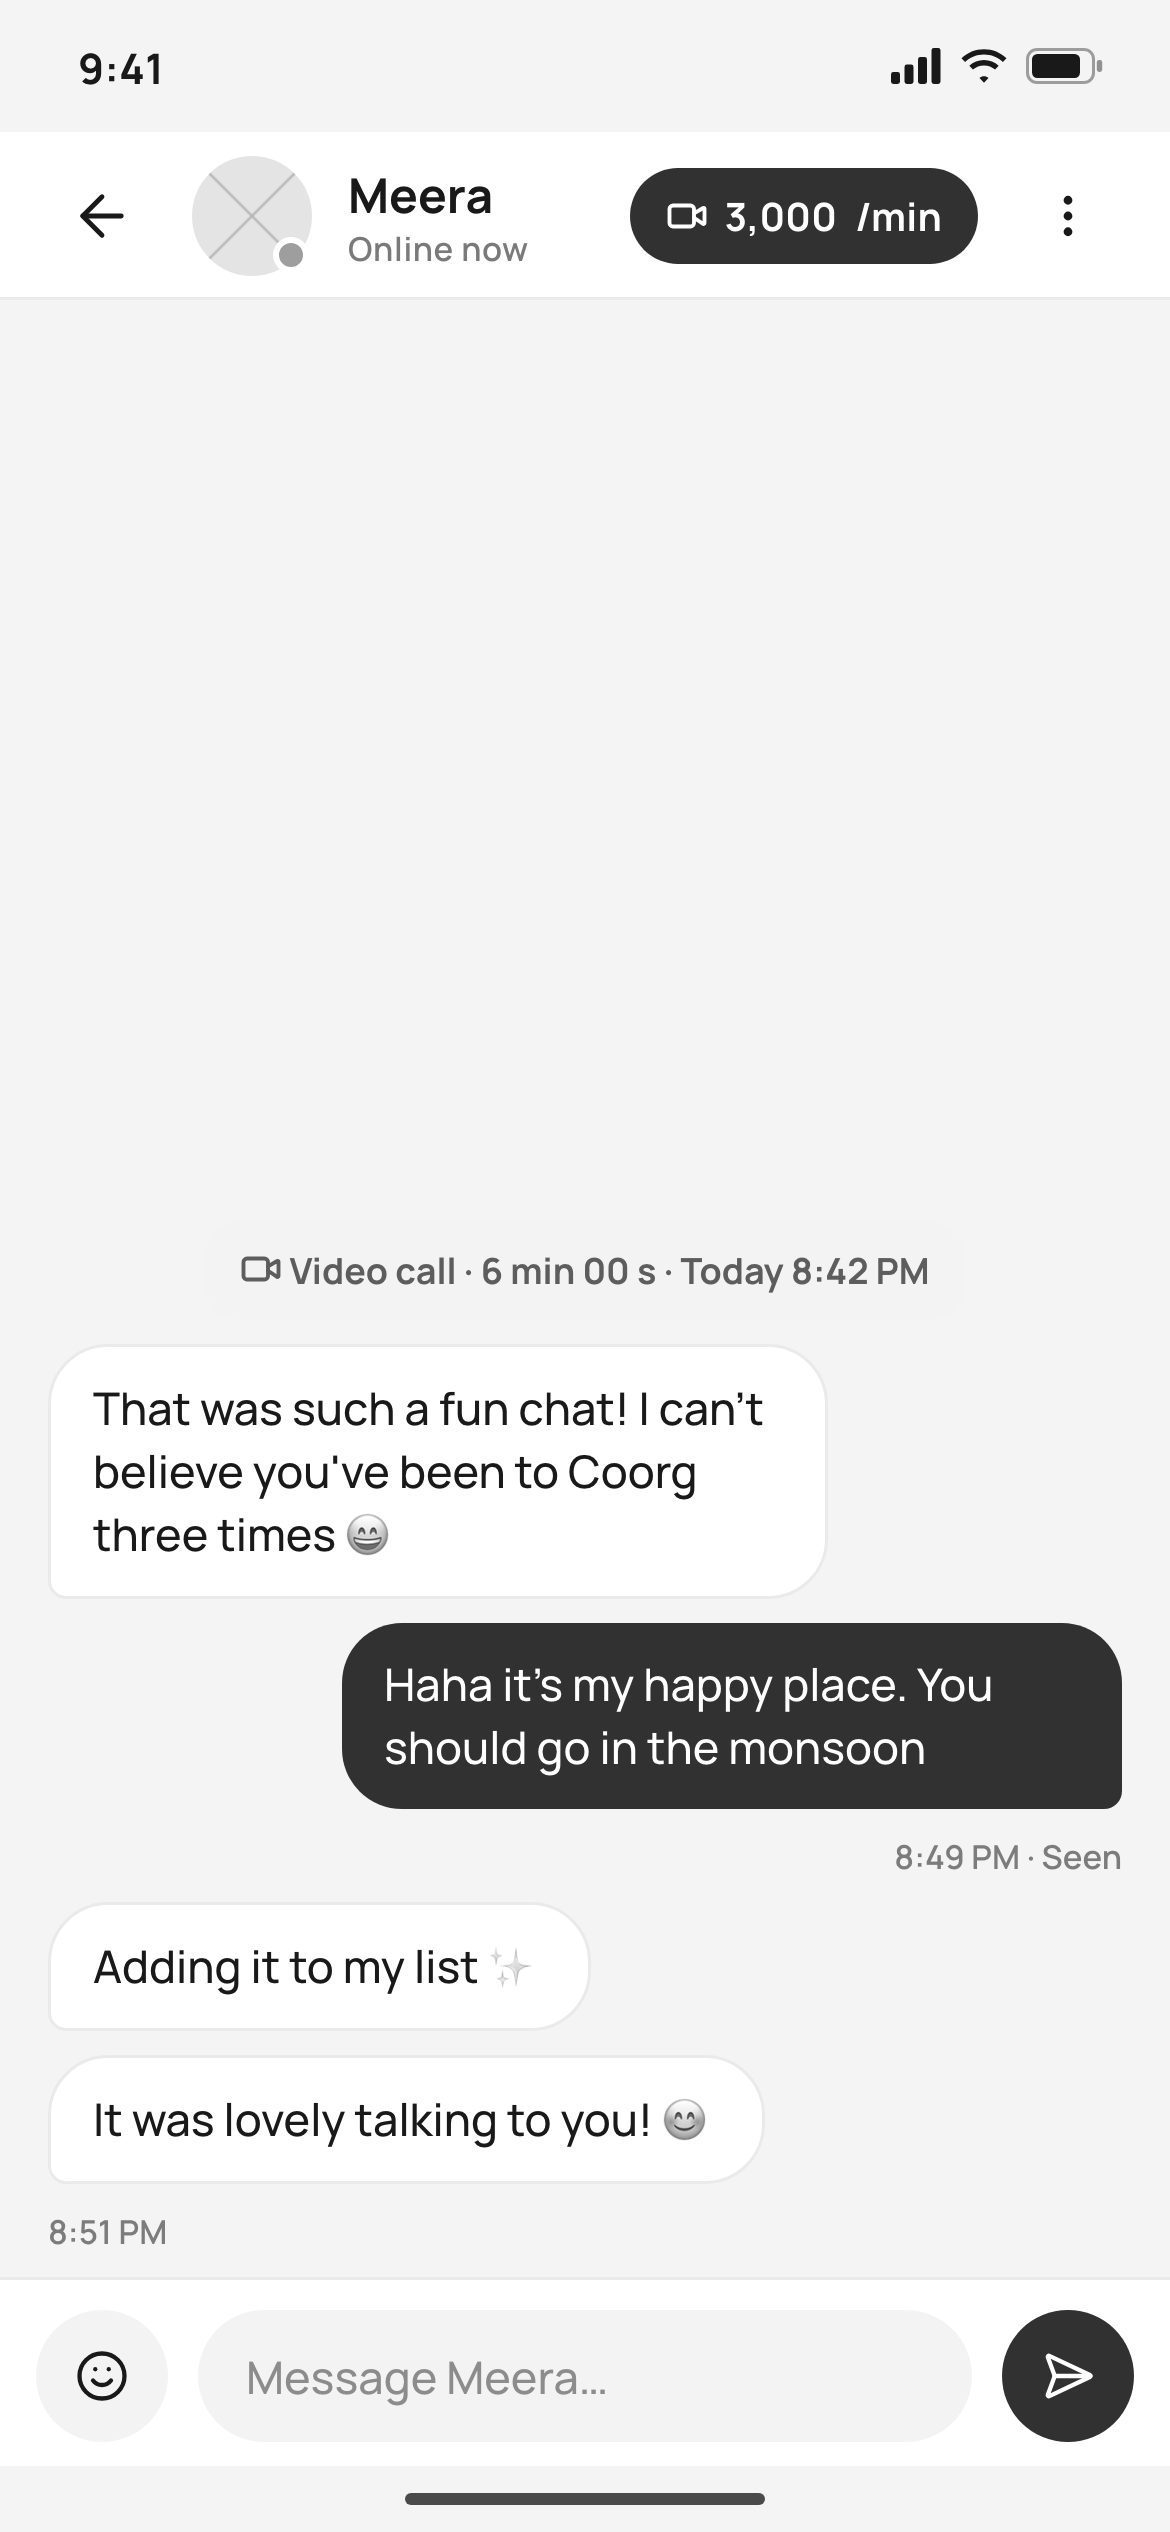 9:41
Meera
Online now
3,000 /min
Video call · 6 min 00 s · Today 8:42 PM
That was such a fun chat! I can’t
believe you've been to Coorg
three times 😄
Haha it’s my happy place. You
should go in the monsoon
8:49 PM · Seen
Adding it to my list ✨
It was lovely talking to you! 😊
8:51 PM
Message Meera…